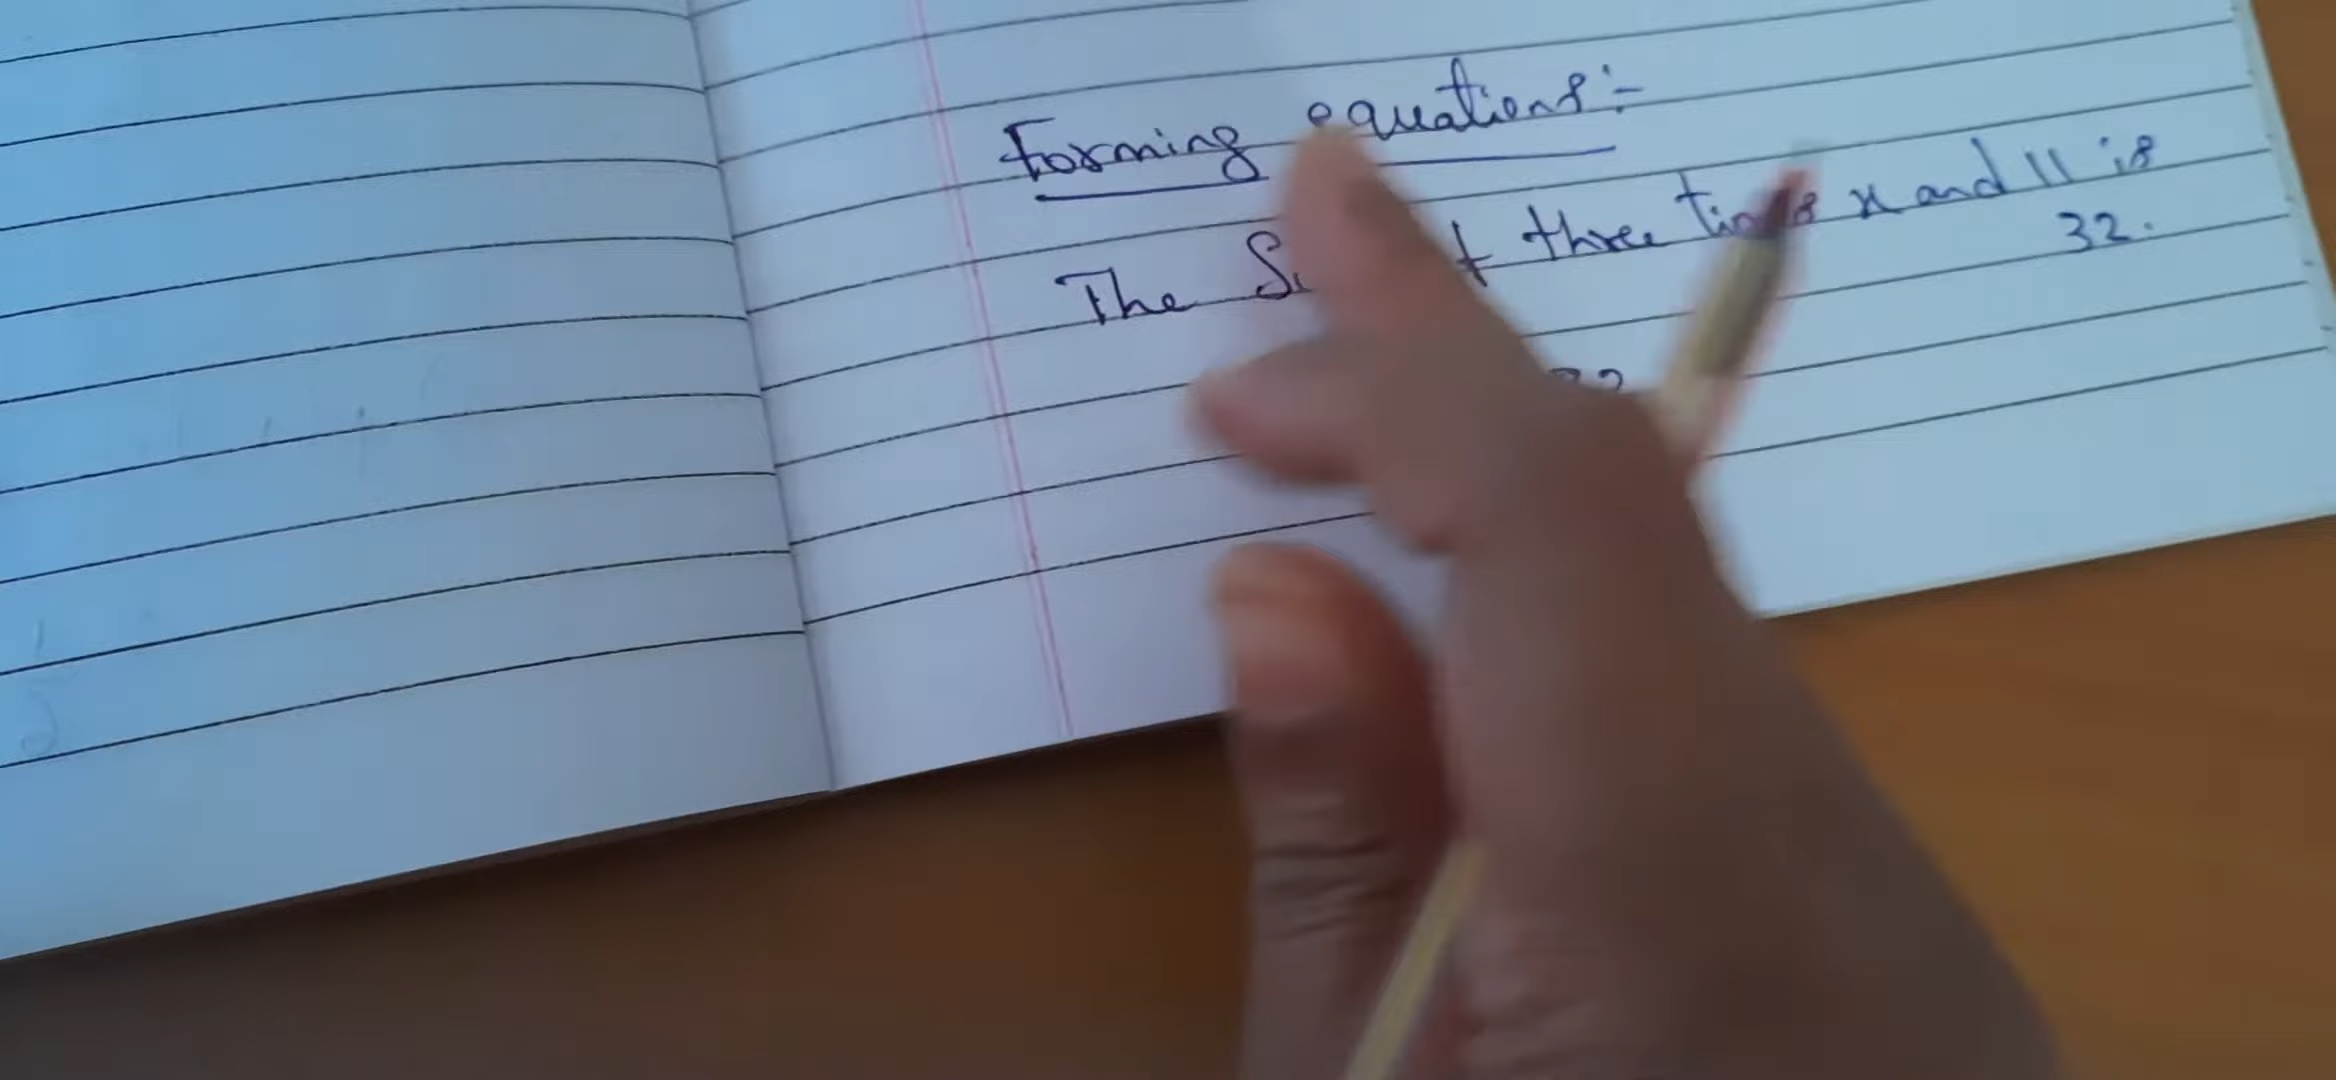 Forming equations:-
The three times x and 11 is
32.